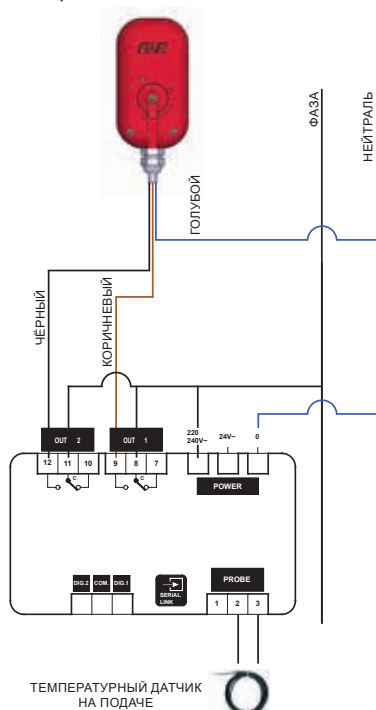 ФАЗА
НЕЙТРАЛЬ
ГОЛУБОЙ
ЧЁРНЫЙ
КОРИЧНЕВЫЙ
OUT 2
OUT 1
220
240V~
24V~
0
12 11 10
9 8 7
C
C
POWER
DIG.2 COM. DIG.1
SERIAL
LINK
PROBE
1 2 3
ТЕМПЕРАТУРНЫЙ ДАТЧИК
НА ПОДАЧЕ